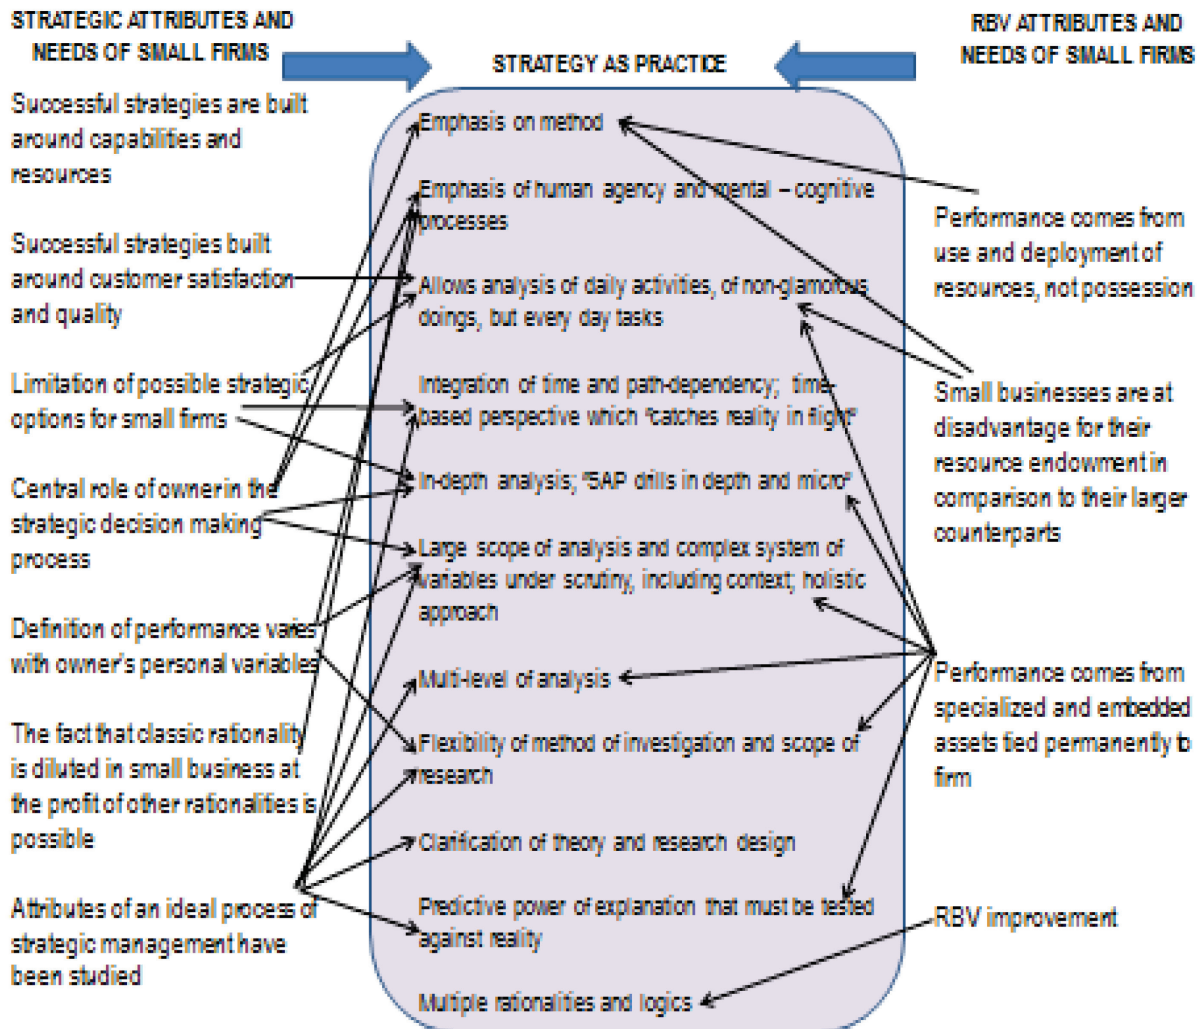 STRATEGIC ATTRIBUTES AND
NEEDS OF SMALL FIRMS
Successful strategies are built
around capabilities and
resources
Successful strategies built
around customer satisfaction
and quality
Limitation of possible strategic
options for small firms
Central role of owner in the
strategic decision making
process
Definition of performance varies
with owner's personal variables
The fact that classic rationality
is diluted in small business at
the profit of other rationalities is
possible
Attributes of an ideal process of
strategic management have
been studied
STRATEGY AS PRACTICE
Emphasis on method
Emphasis of human agency and mental – cognitive
processes
Allows analysis of daily activities, of non-glamorous
doings, but every day tasks
Integration of time and path-dependency; time-
based perspective which "catches reality in flight"
In-depth analysis; "SAP drills in depth and micro"
Large scope of analysis and complex system of
variables under scrutiny, including context; holistic
approach
Multi-level of analysis
Flexibility of method of investigation and scope of
research
Clarification of theory and research design
Predictive power of explanation that must be tested
against reality
Multiple rationalities and logics
RBV ATTRIBUTES AND
NEEDS OF SMALL FIRMS
Performance comes from
use and deployment of
resources, not possession
Small businesses are at
disadvantage for their
resource endowment in
comparison to their larger
counterparts
Performance comes from
specialized and embedded
assets tied permanently to
firm
RBV improvement